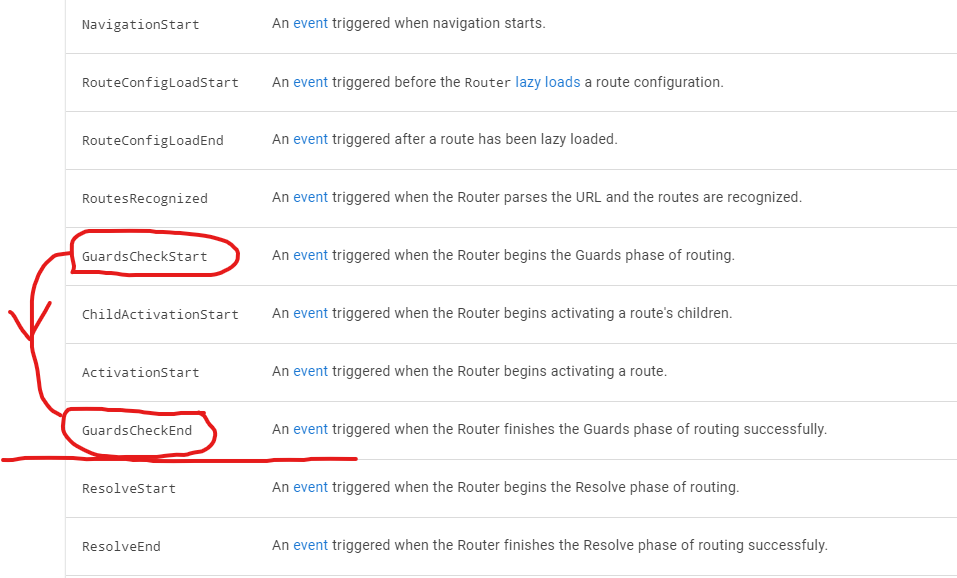 NavigationStart An event triggered when navigation starts.
RouteConfigLoadStart An event triggered before the Router lazy loads a route configuration.
RouteConfigLoadEnd An event triggered after a route has been lazy loaded.
RoutesRecognized An event triggered when the Router parses the URL and the routes are recognized.
GuardsCheckStart An event triggered when the Router begins the Guards phase of routing.
ChildActivationStart An event triggered when the Router begins activating a route's children.
ActivationStart An event triggered when the Router begins activating a route.
GuardsCheckEnd An event triggered when the Router finishes the Guards phase of routing successfully.
ResolveStart An event triggered when the Router begins the Resolve phase of routing.
ResolveEnd An event triggered when the Router finishes the Resolve phase of routing successfuly.